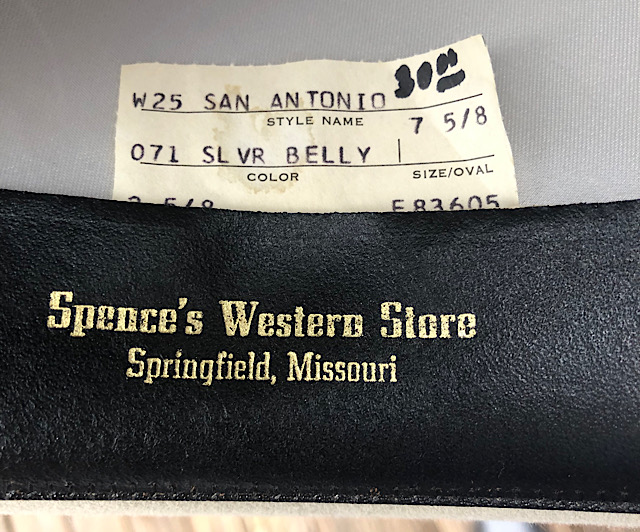 W25 SAN ANTONIO
STYLE NAME
7 5/8
071 SLVR BELLY
COLOR
SIZE/OVAL
Spence's Western Store
Springfield, Missouri